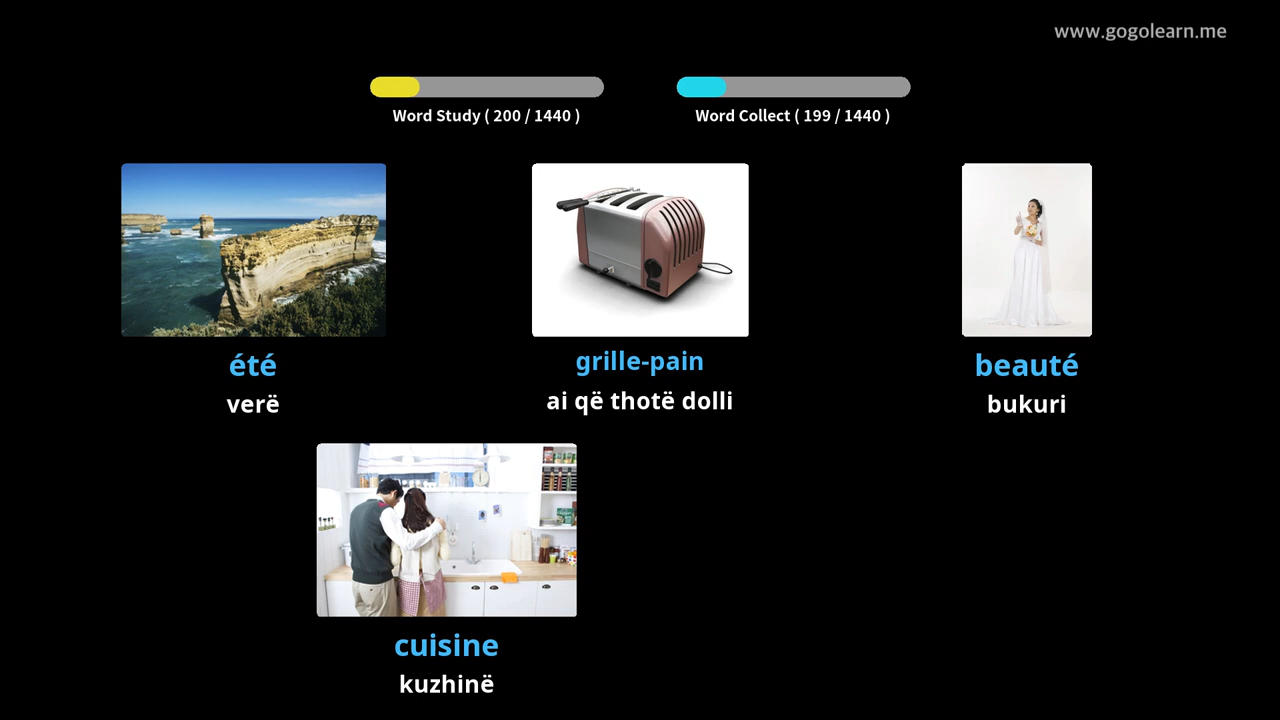 www.gogolearn.me
Word Study ( 200 / 1440 )
Word Collect ( 199 / 1440 )
été
verë
grille-pain
ai që thotë dolli
beauté
bukuri
cuisine
kuzhinë